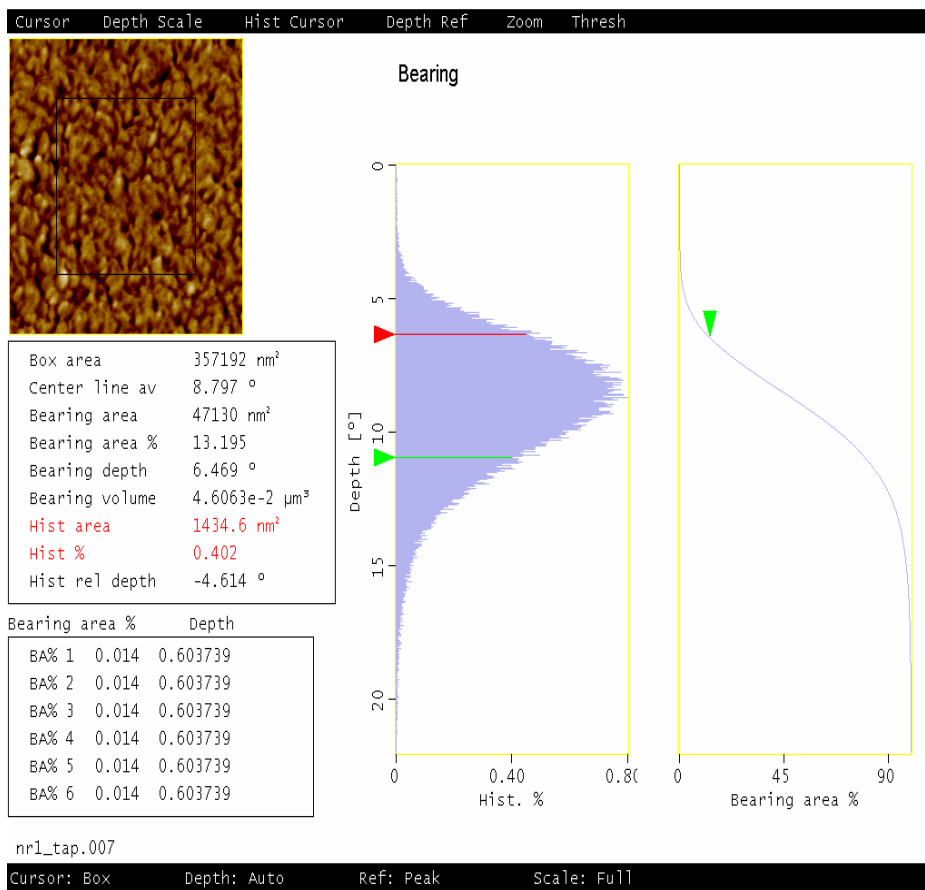 Cursor Depth Scale Hist Cursor Depth Ref Zoom Thresh
Bearing
Box area 357192 nm²
Center line av 8.797 º
Bearing area 47130 nm²
Bearing area % 13.195
Bearing depth 6.469 º
Bearing volume 4.6063e-2 µm³
Hist area 1434.6 nm²
Hist % 0.402
Hist rel depth -4.614 º
Bearing area % Depth
BA% 1 0.014 0.603739
BA% 2 0.014 0.603739
BA% 3 0.014 0.603739
BA% 4 0.014 0.603739
BA% 5 0.014 0.603739
BA% 6 0.014 0.603739
nr1_tap.007
Depth [º]
0
5
10
15
20
0 0.40 0.80
Hist. %
0 45 90
Bearing area %
Cursor: Box Depth: Auto Ref: Peak Scale: Full